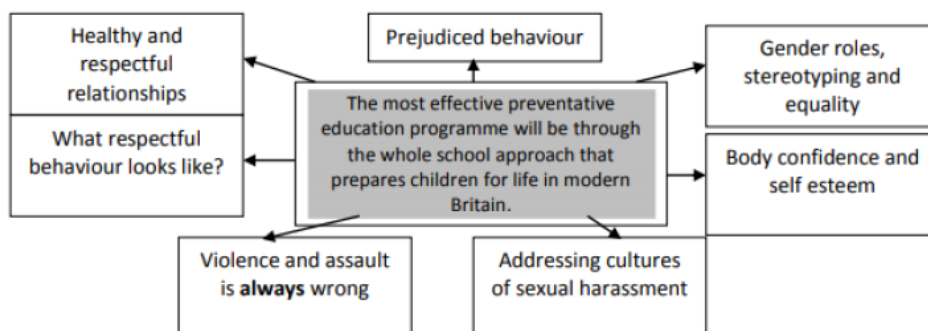 Healthy and
respectful
relationships
What respectful
behaviour looks like?
Prejudiced behaviour
Gender roles,
stereotyping and
equality
The most effective preventative
education programme will be through
the whole school approach that
prepares children for life in modern
Britain.
Body confidence and
self esteem
Violence and assault
is always wrong
Addressing cultures
of sexual harassment